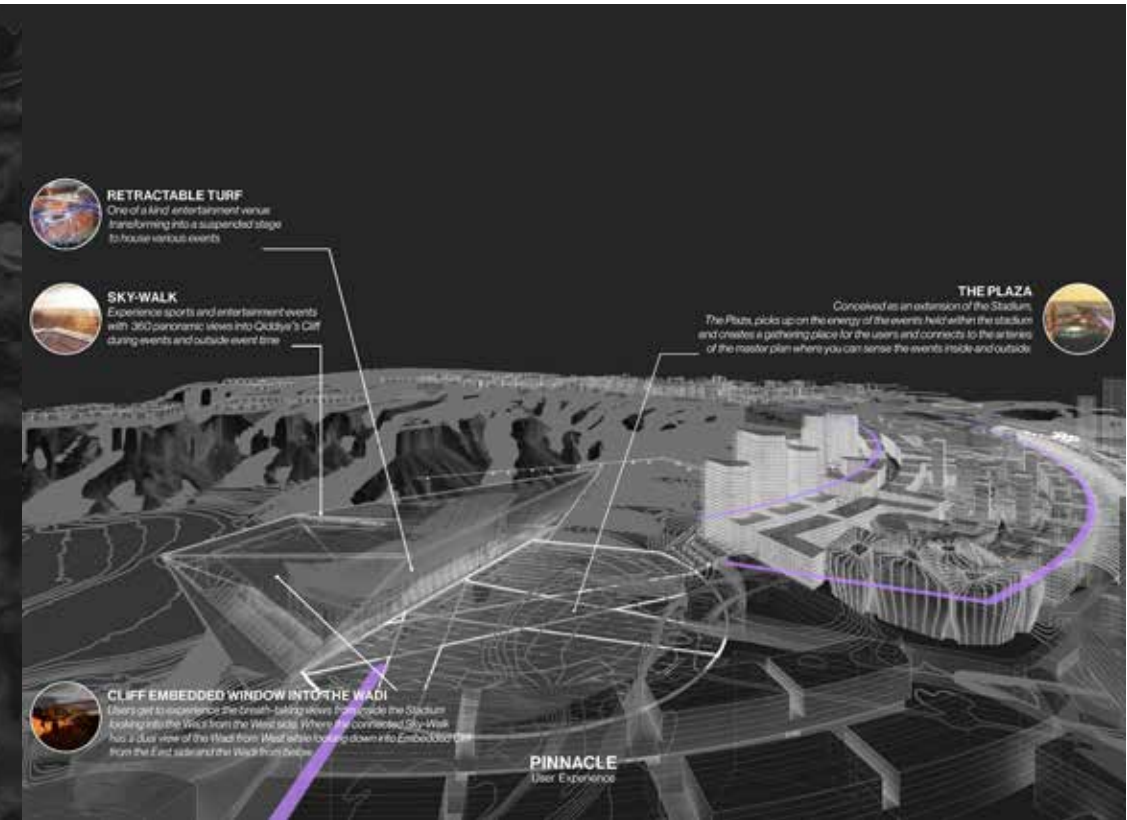 RETRACTABLE TURF
One of a kind entertainment venue
transforming into a suspended stage
to house various events
SKY-WALK
Experience sports and entertainment events
with 360 panoramic views into Qiddiya's Cliff
during events and outside event time
THE PLAZA
Conceived as an extension of the Stadium,
The Plaza, picks up on the energy of the events held within the stadium
and creates a gathering place for the users and connects to the arteries
of the master plan where you can sense the events inside and outside.
CLIFF EMBEDDED WINDOW INTO THE WADI
Users get to experience the breath-taking views from inside the Stadium
looking into the Wadi from the West side. Where the connected Sky-Walk
has a dual view of the Wadi from West while looking down into Embedded Cliff
from the East side and the Wadi from below.
PINNACLE
User Experience